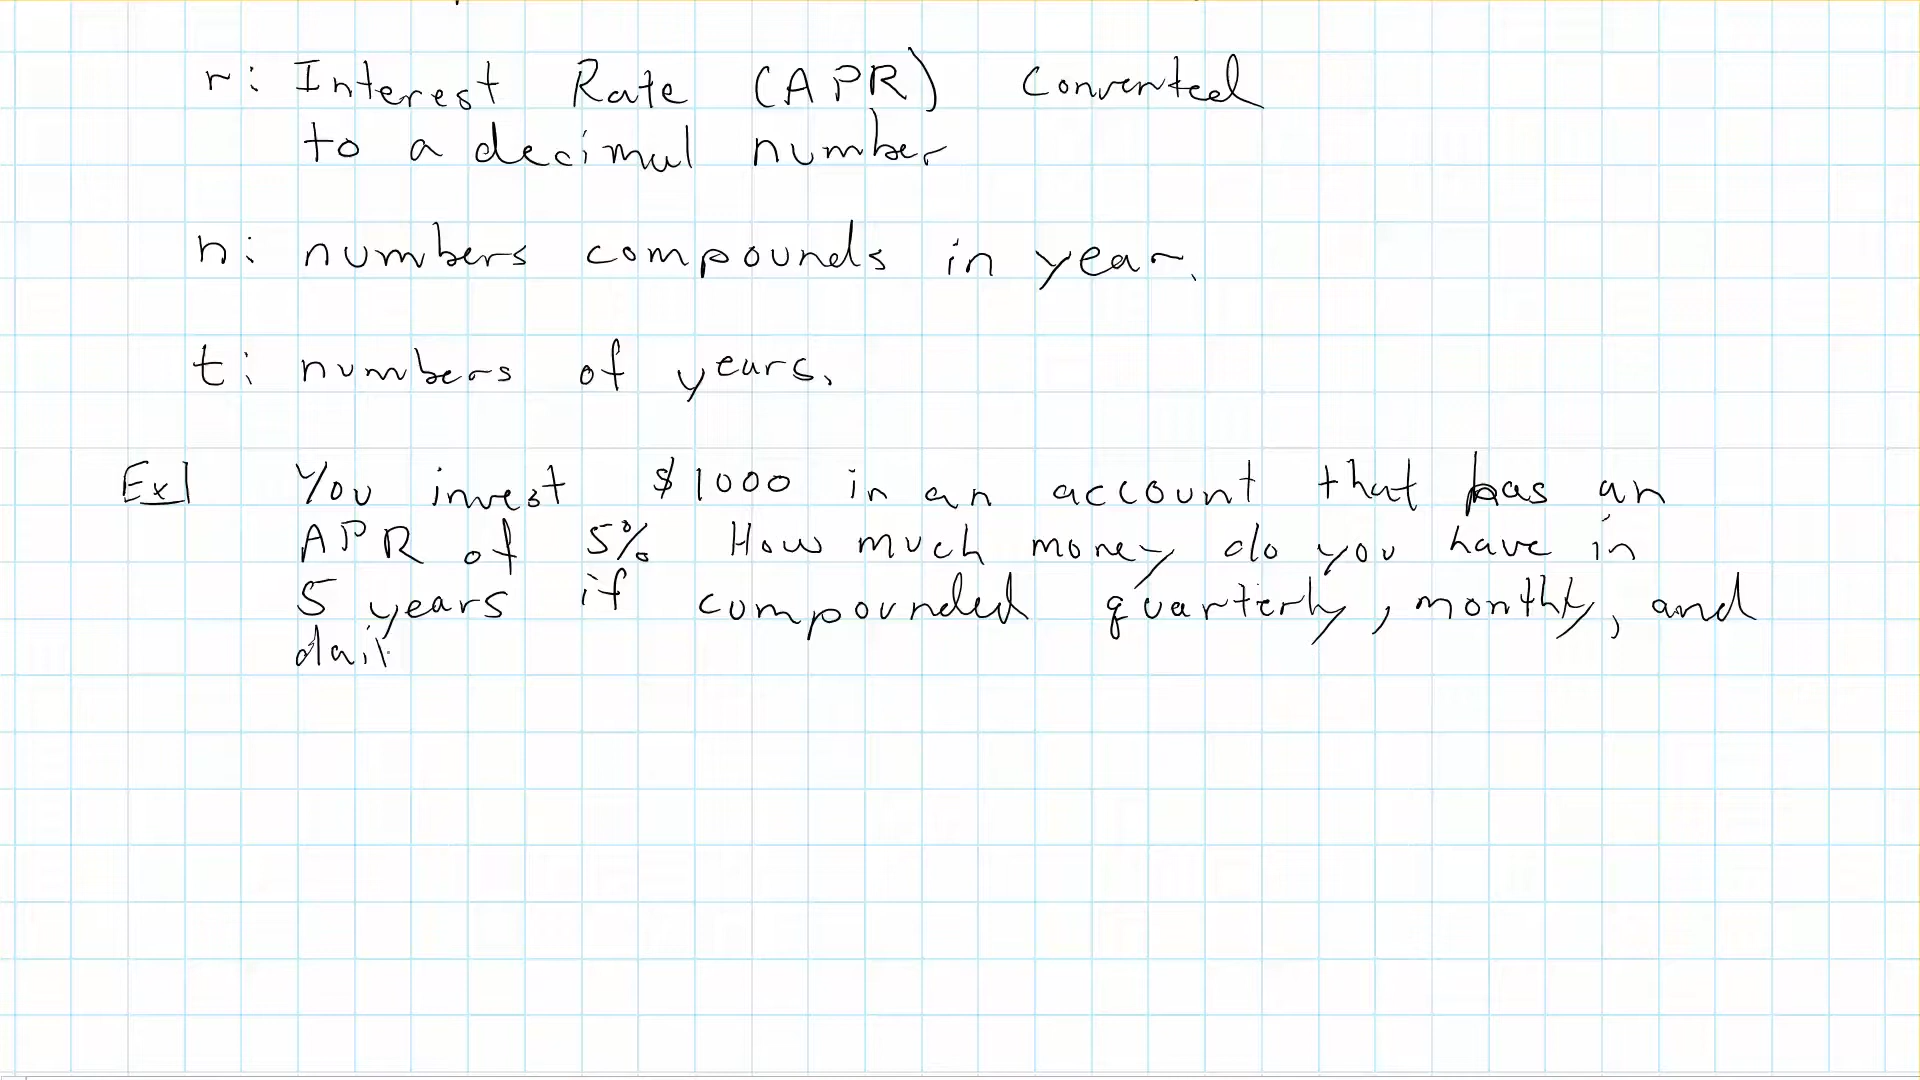 r: Interest Rate (APR) Converted
to a decimal number
n: numbers compounds in year.
t: numbers of years.
Ex1 You invest $1000 in an account that has an
APR of 5% How much money do you have in
5 years if compounded quarterly, monthly, and
dail